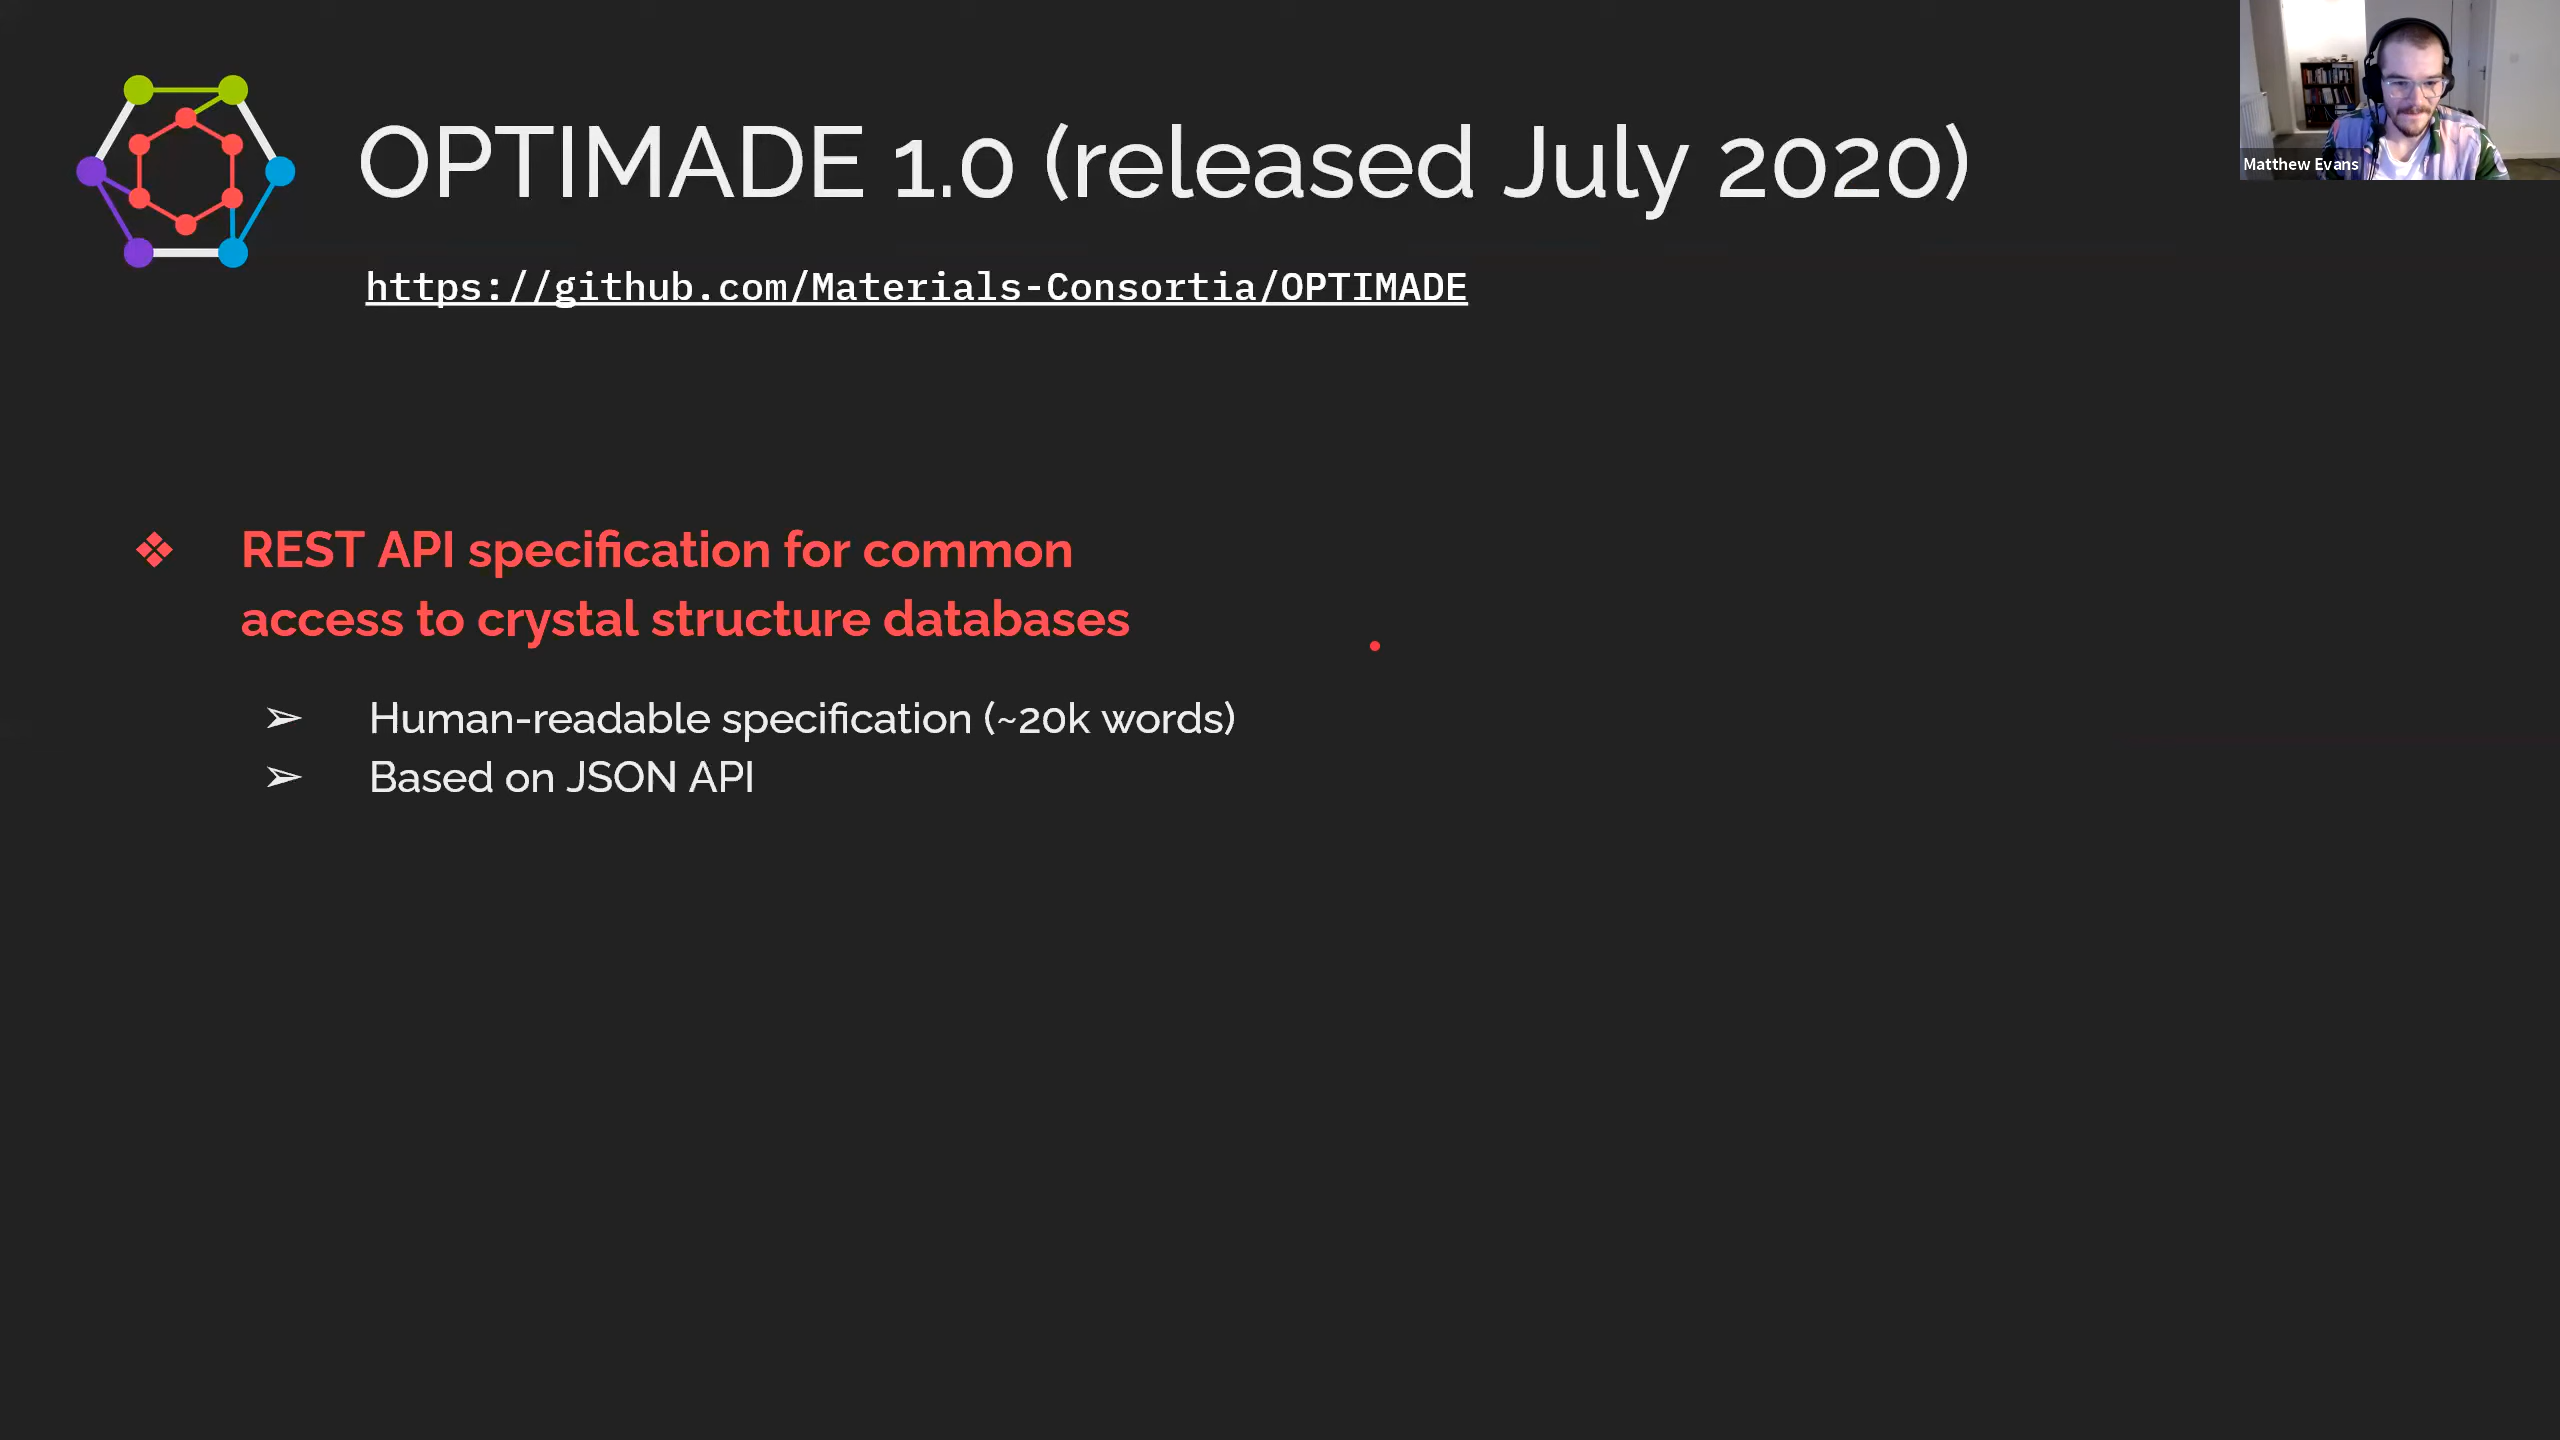 OPTIMADE 1.0 (released July 2020)
Matthew Evans
https://github.com/Materials-Consortia/OPTIMADE
❖ REST API specification for common
access to crystal structure databases
➢ Human-readable specification (~20k words)
➢ Based on JSON API